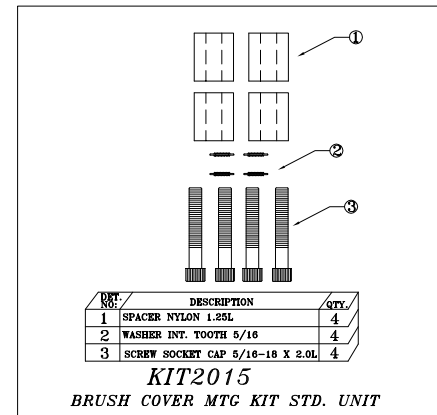 1
2
3
DET. NO: DESCRIPTION QTY.
1 SPACER NYLON 1.25L 4
2 WASHER INT. TOOTH 5/16 4
3 SCREW SOCKET CAP 5/16-18 X 2.0L 4
KIT2015
BRUSH COVER MTG KIT STD. UNIT